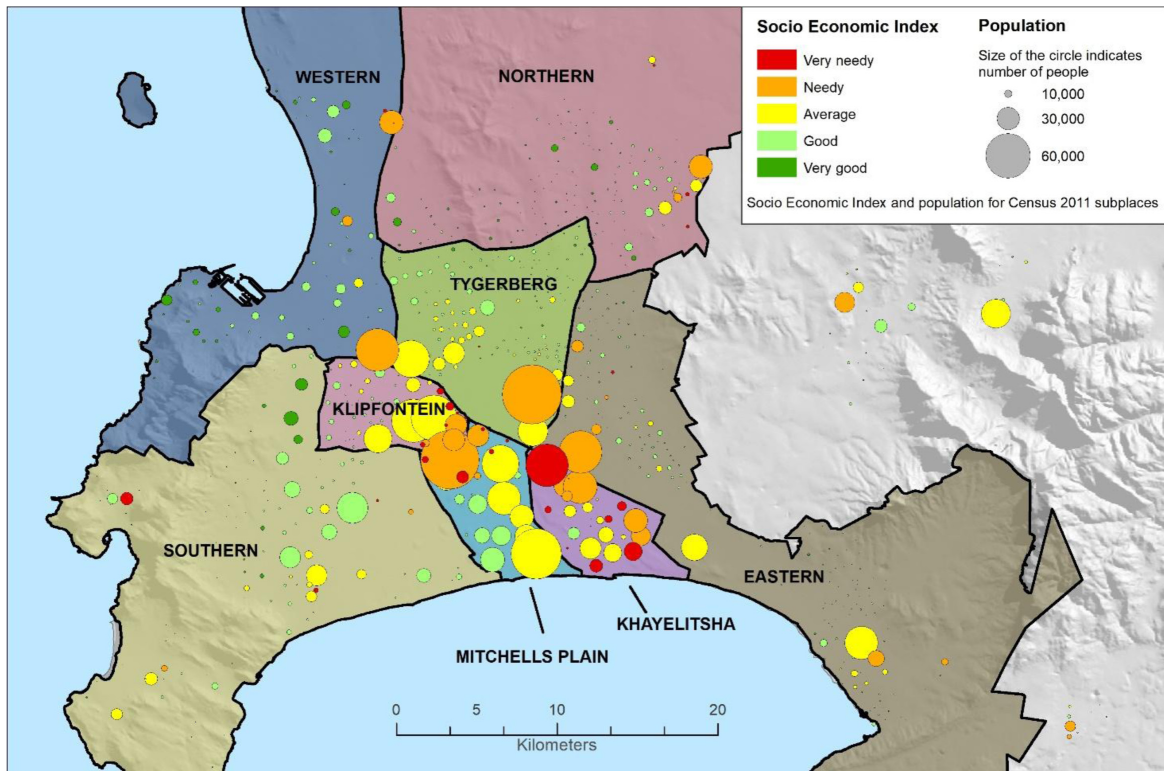 Socio Economic Index
Very needy
Needy
Average
Good
Very good
Population
Size of the circle indicates
number of people
10,000
30,000
60,000
Socio Economic Index and population for Census 2011 subplaces
WESTERN
NORTHERN
TYGERBERG
KLIPFONTEIN
SOUTHERN
EASTERN
KHAYELITSHA
MITCHELLS PLAIN
0 5 10 20
Kilometers